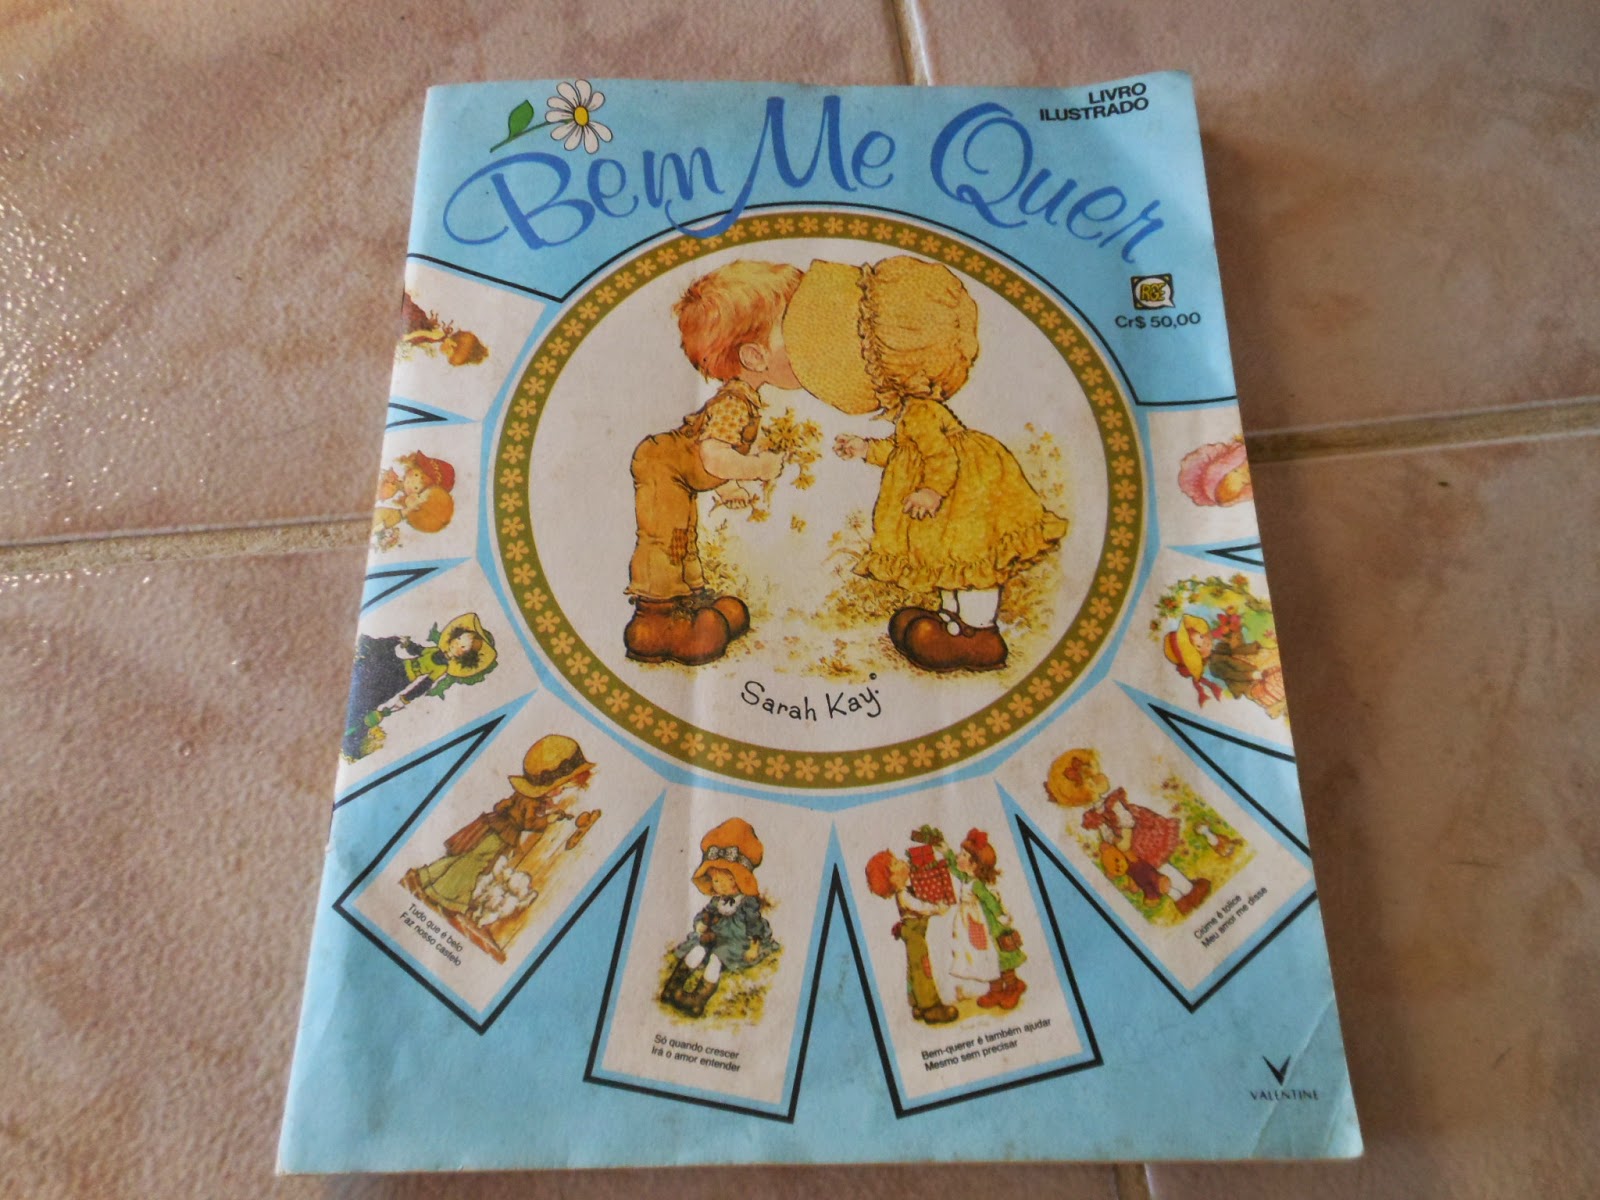 LIVRO
ILUSTRADO
Bem Me Quer
RGE
Cr$ 50,00
Sarah Kay
Tudo que é belo
Faz nosso castelo
Só quando crescer
Irá o amor entender
Bem-querer é também ajudar
Mesmo sem precisar
Ciúme é tolice
Meu amor me disse
VALENTINE